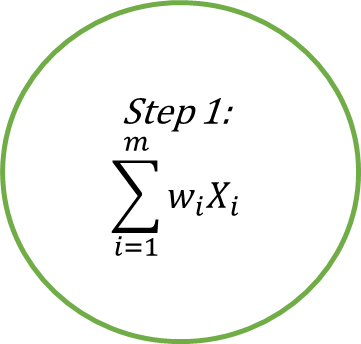 Step 1:
m
∑ wᵢXᵢ
i=1